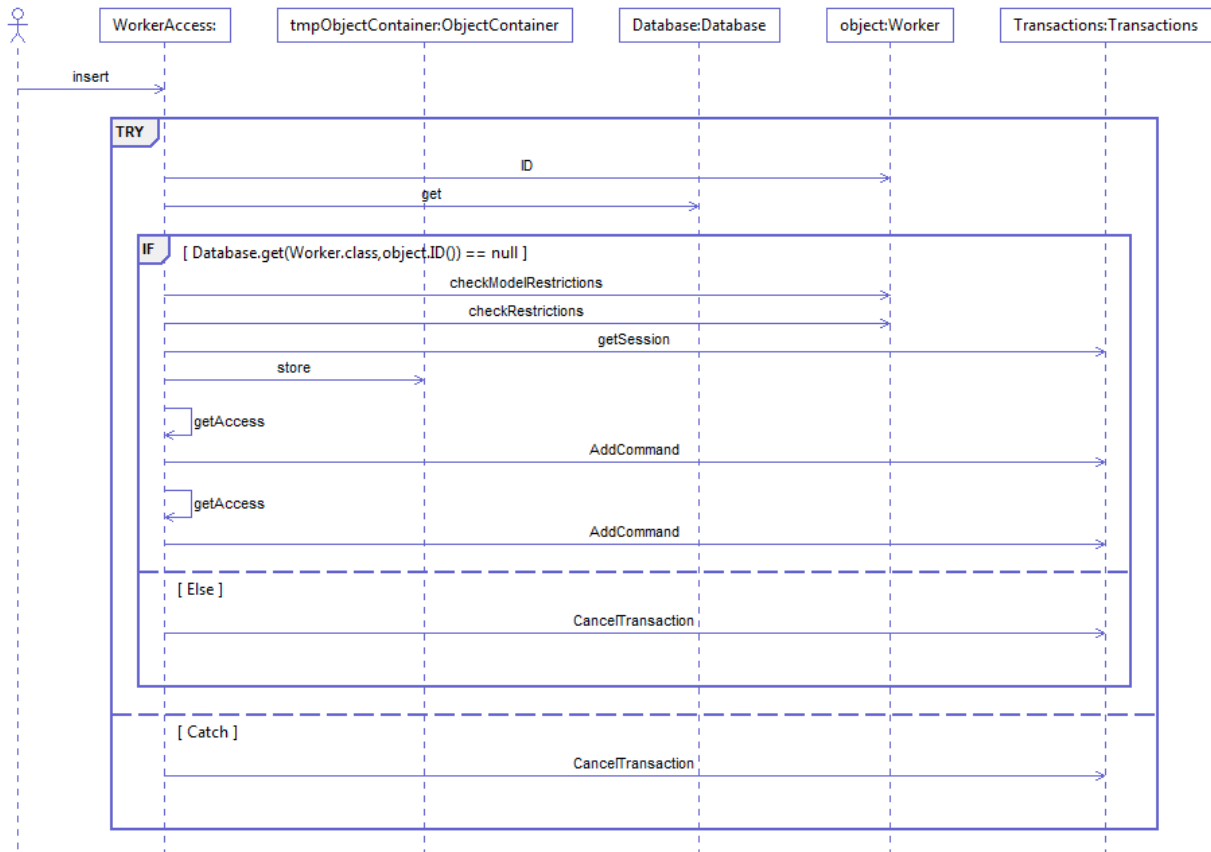 WorkerAccess:
tmpObjectContainer:ObjectContainer
Database:Database
object:Worker
Transactions:Transactions
insert
TRY
ID
get
IF
[ Database.get(Worker.class,object.ID()) == null ]
checkModelRestrictions
checkRestrictions
getSession
store
getAccess
AddCommand
getAccess
AddCommand
[ Else ]
CancelTransaction
[ Catch ]
CancelTransaction